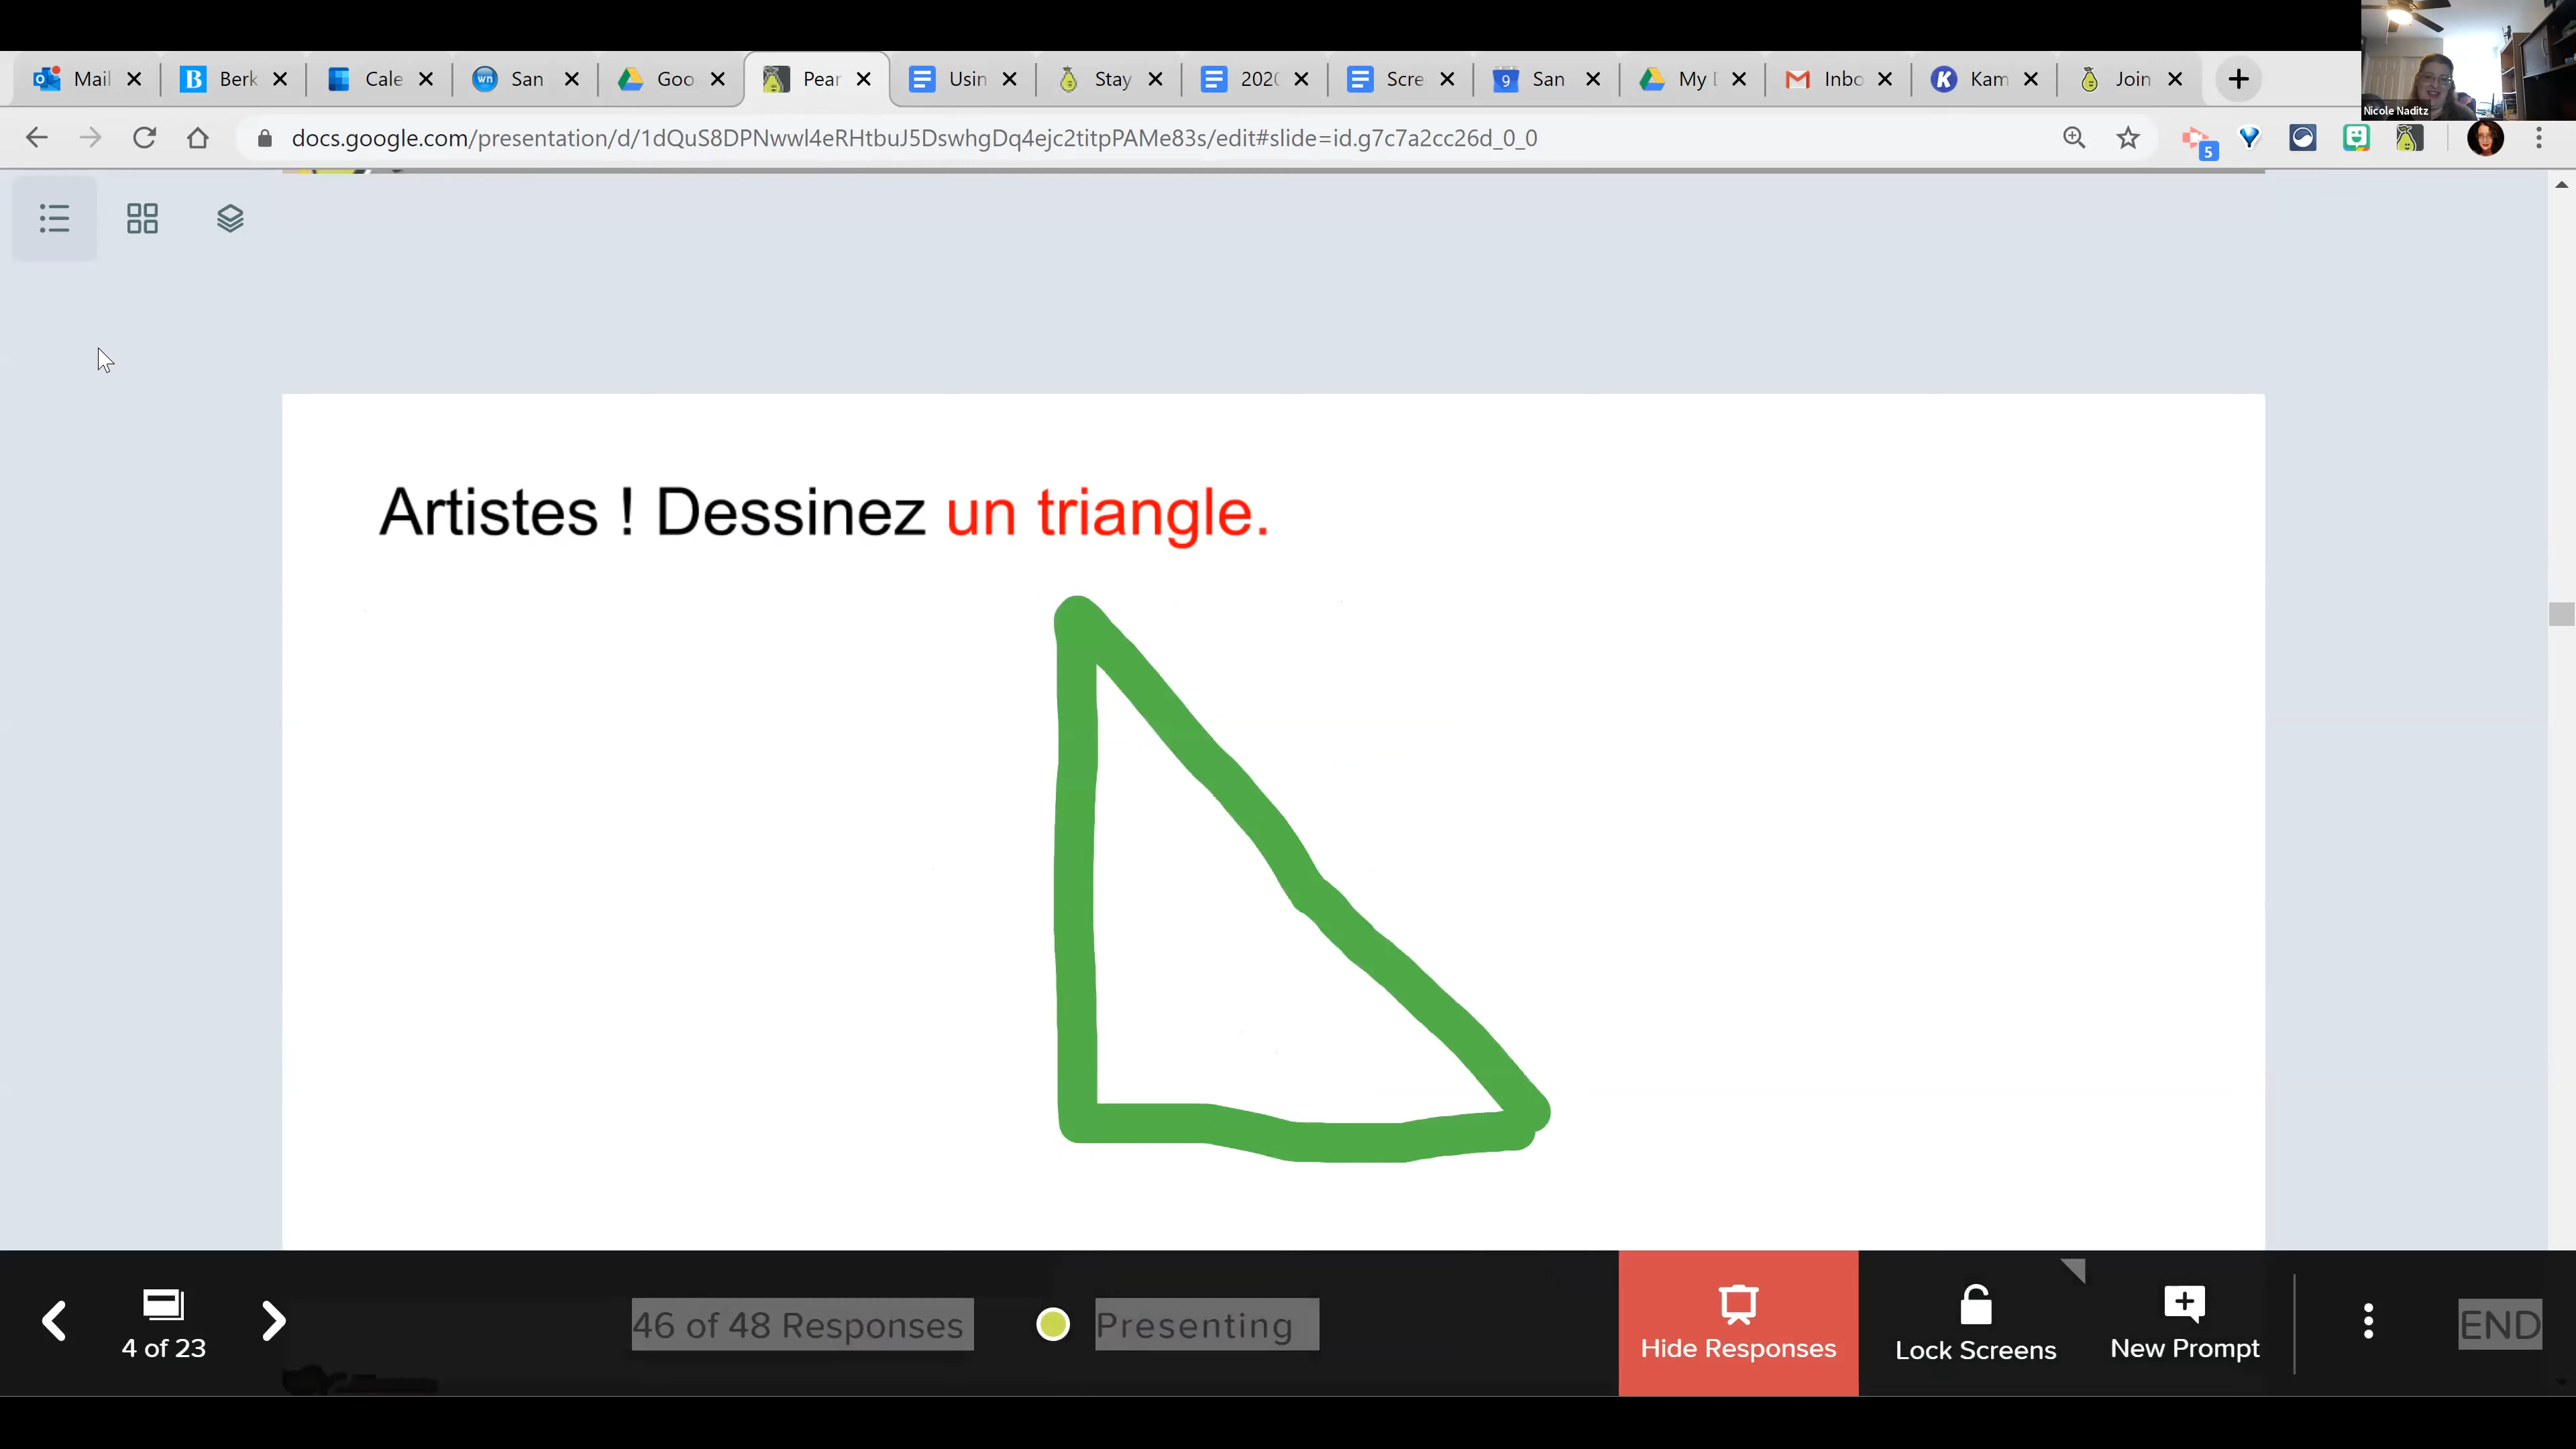 Mail
Berk
Cale
San
Goo
Pear
Usin
Stay
2020
Scre
San
My D
Inbo
Kam
Join
Nicole Naditz
docs.google.com/presentation/d/1dQuS8DPNwwl4eRHtbuJ5DswhgDq4ejc2titpPAMe83s/edit#slide=id.g7c7a2cc26d_0_0
5
Artistes ! Dessinez un triangle.
4 of 23
46 of 48 Responses
Presenting
Hide Responses
Lock Screens
New Prompt
END